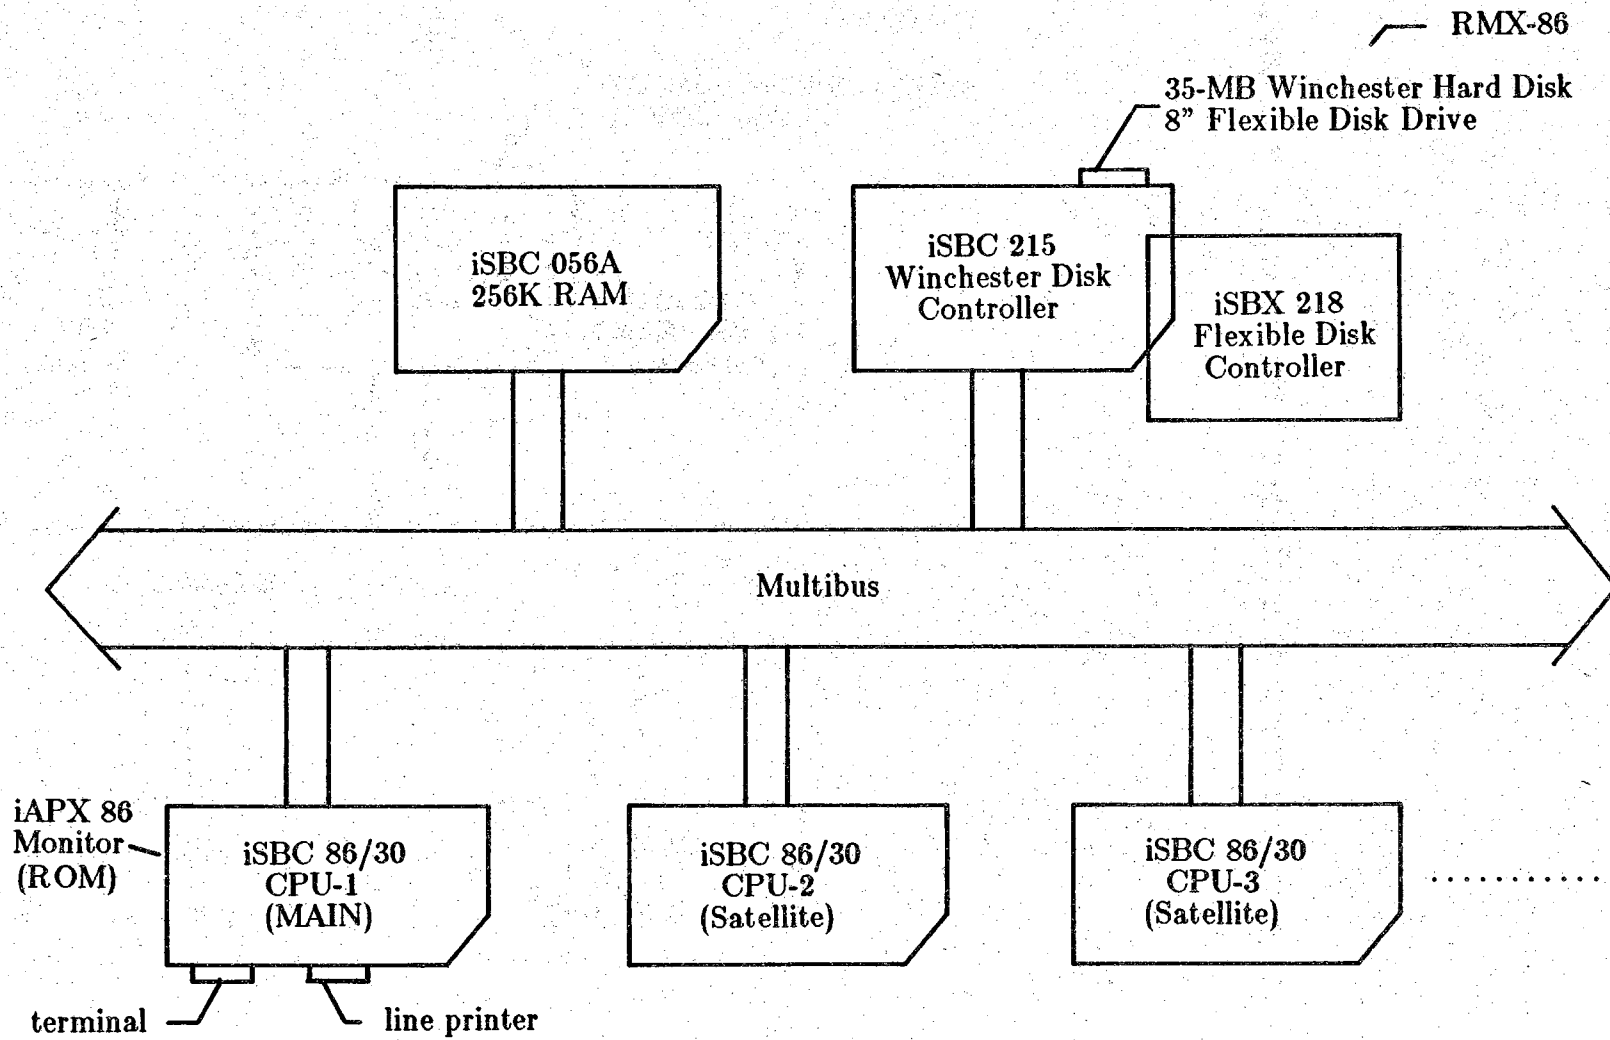 RMX-86
35-MB Winchester Hard Disk
8” Flexible Disk Drive
iSBC 056A
256K RAM
iSBC 215
Winchester Disk
Controller
iSBX 218
Flexible Disk
Controller
Multibus
iAPX 86
Monitor
(ROM)
iSBC 86/30
CPU-1
(MAIN)
iSBC 86/30
CPU-2
(Satellite)
iSBC 86/30
CPU-3
(Satellite)
............
terminal
line printer